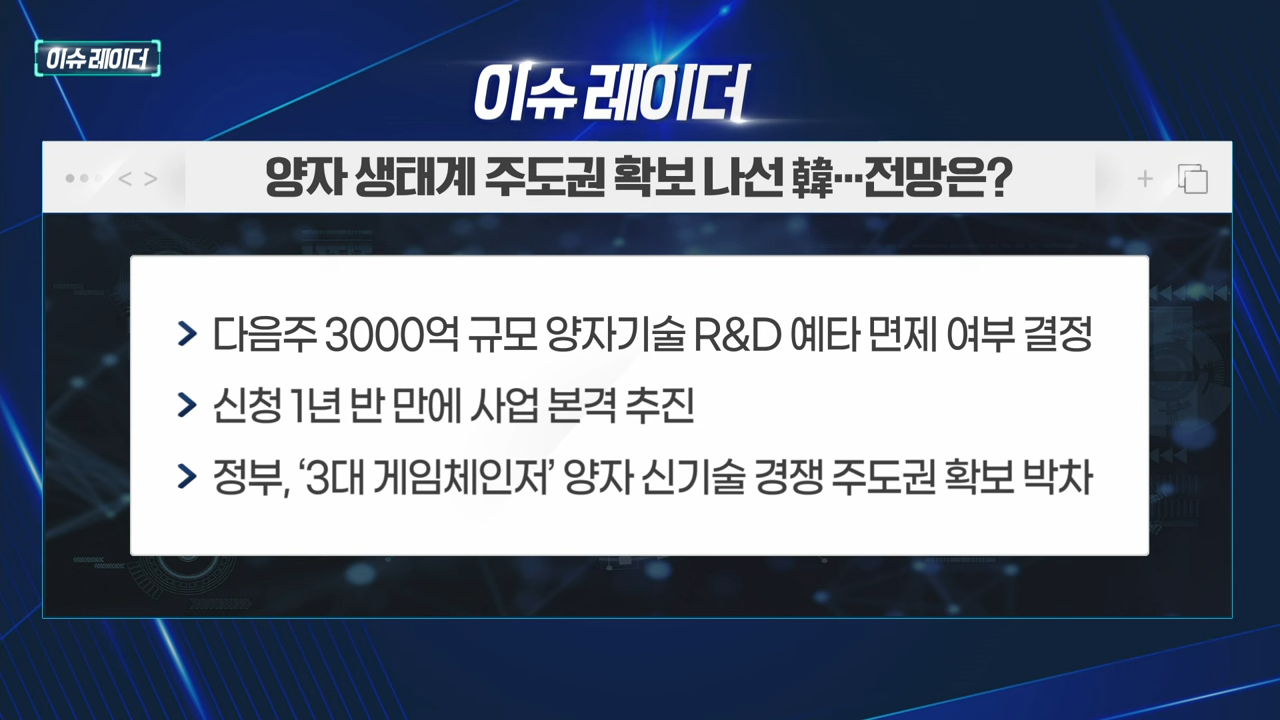 이슈 레이더
이슈 레이더
양자 생태계 주도권 확보 나선 韓…전망은?
다음주 3000억 규모 양자기술 R&D 예타 면제 여부 결정
신청 1년 반 만에 사업 본격 추진
정부, ‘3대 게임체인저’ 양자 신기술 경쟁 주도권 확보 박차